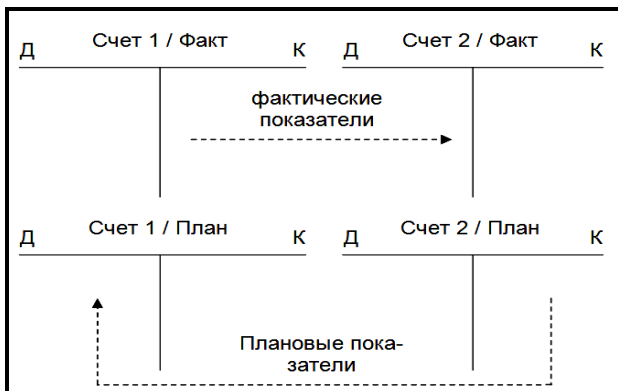 Д Счет 1 / Факт К Д Счет 2 / Факт К
фактические
показатели
Д Счет 1 / План К Д Счет 2 / План К
Плановые пока-
затели